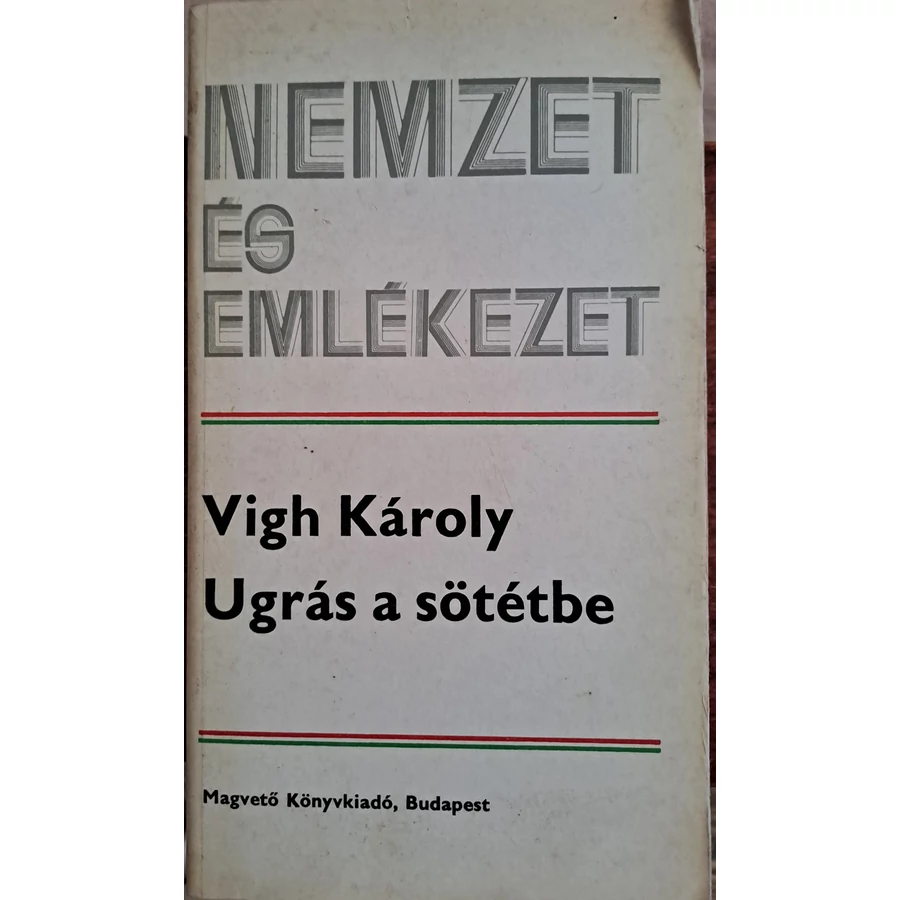 NEMZET
ÉS
EMLÉKEZET
Vigh Károly
Ugrás a sötétbe
Magvető Könyvkiadó, Budapest